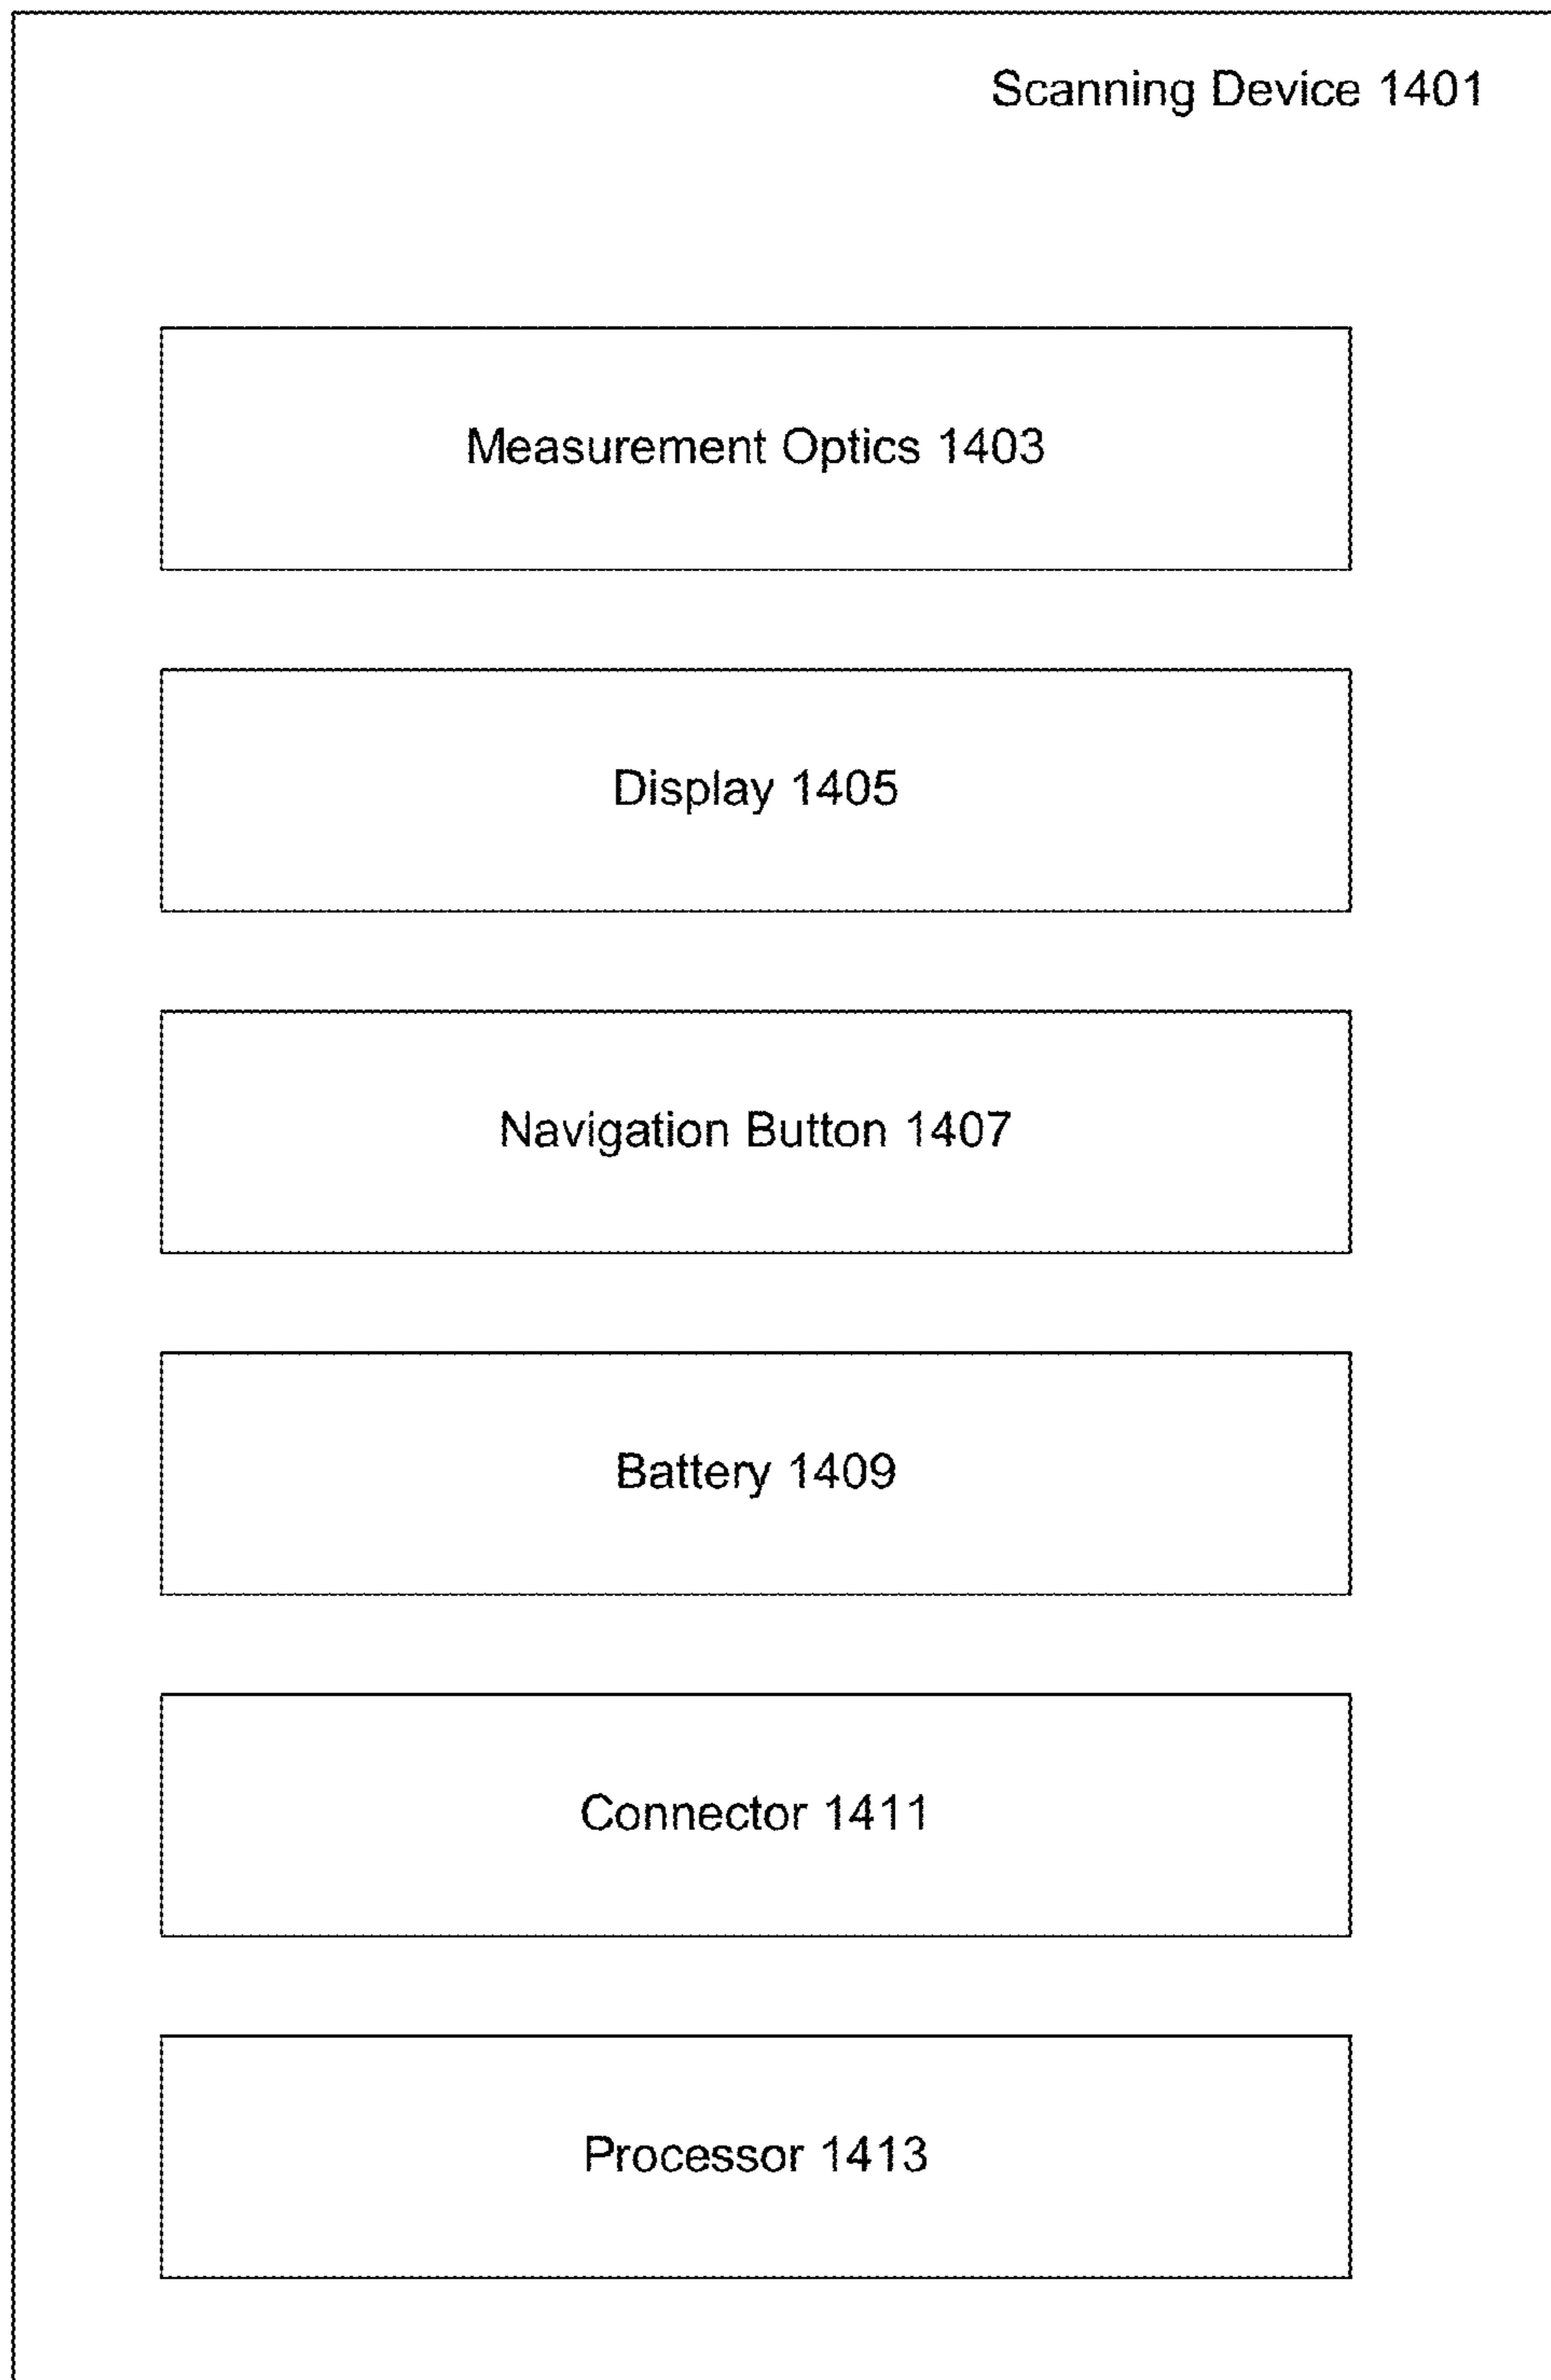 Scanning Device 1401
Measurement Optics 1403
Display 1405
Navigation Button 1407
Battery 1409
Connector 1411
Processor 1413